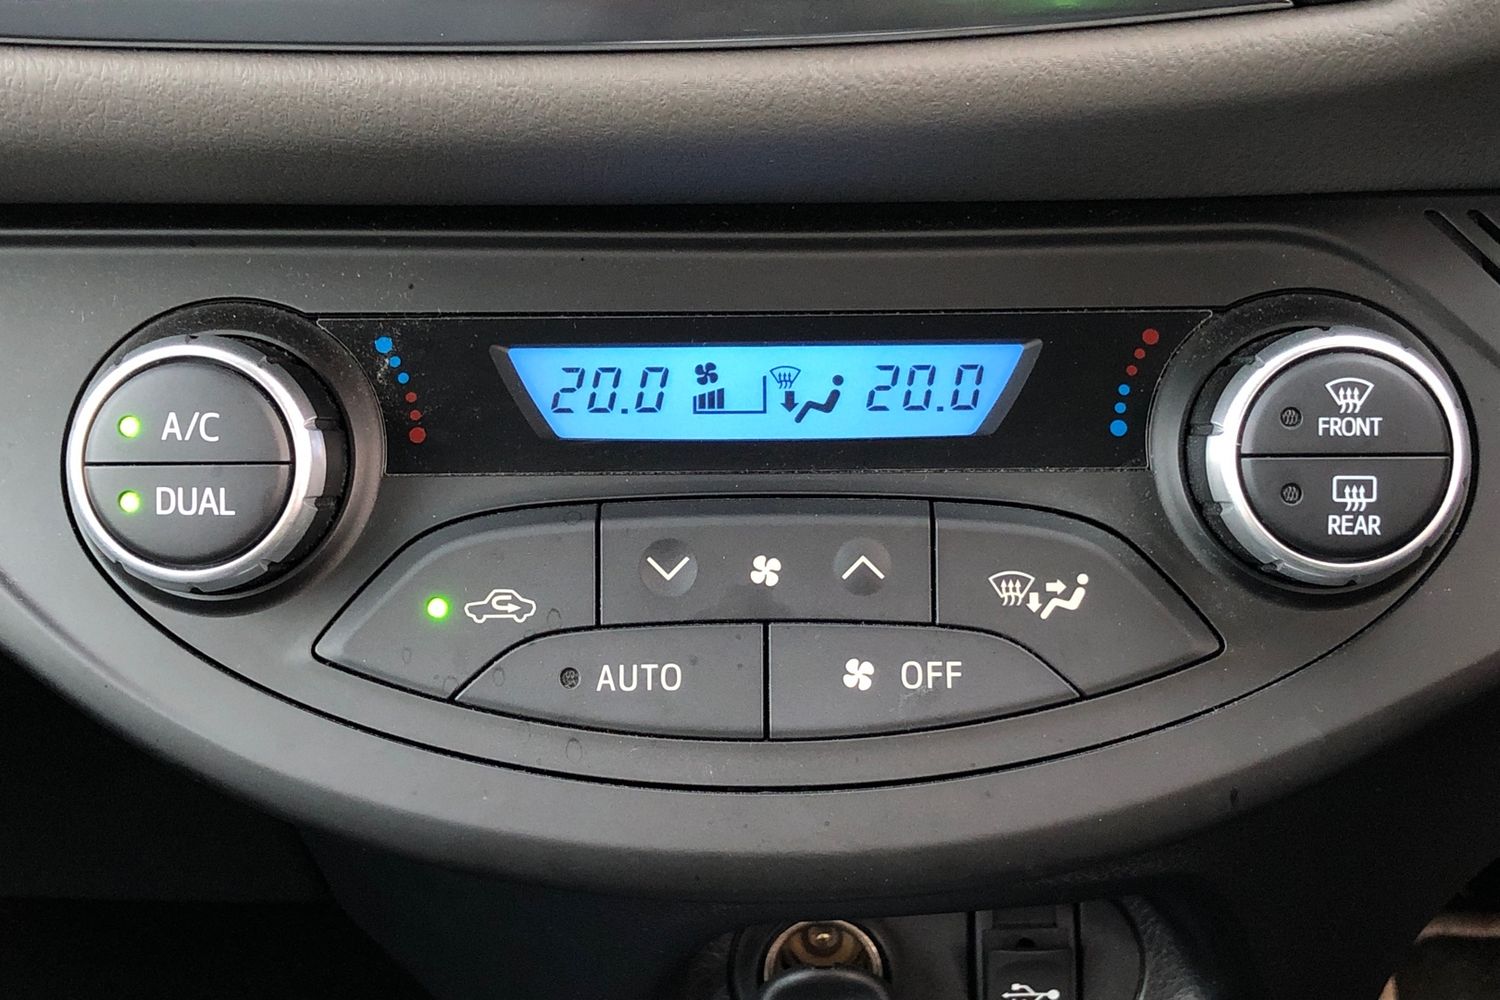 A/C
DUAL
20.0
20.0
FRONT
REAR
AUTO
OFF